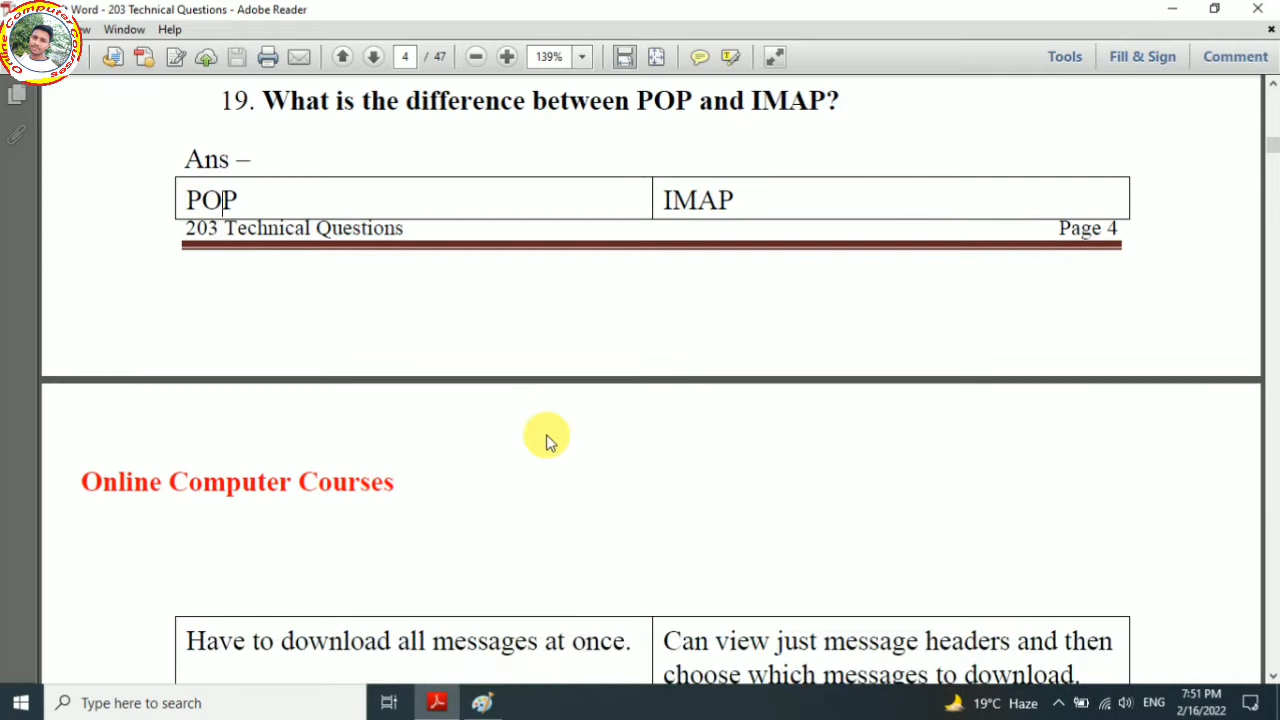 t Word - 203 Technical Questions - Adobe Reader
Window Help
4 / 47 139% Tools Fill & Sign Comment
Online Computer Courses
19. What is the difference between POP and IMAP?
Ans –
POP IMAP
203 Technical Questions Page 4
Online Computer Courses
Have to download all messages at once. Can view just message headers and then
choose which messages to download.
Type here to search 19°C Haze ENG 7:51 PM
2/16/2022